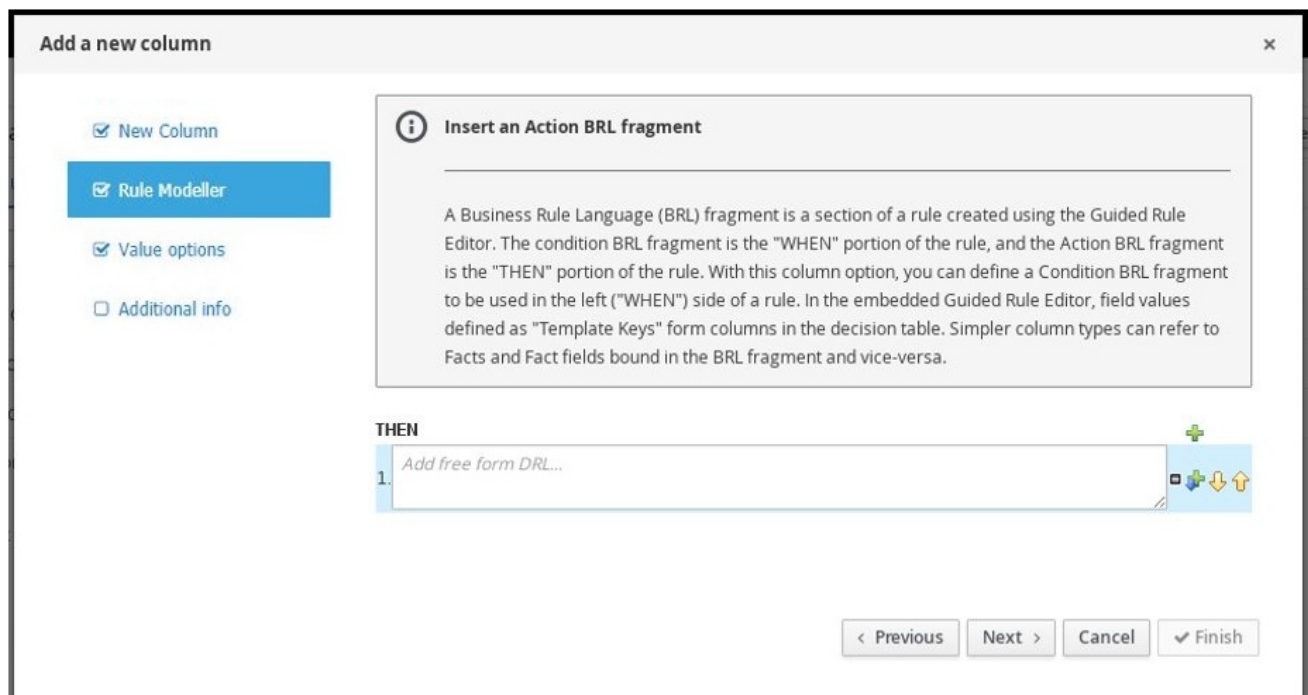 Add a new column ×
New Column
Rule Modeller
Value options
Additional info
Insert an Action BRL fragment
A Business Rule Language (BRL) fragment is a section of a rule created using the Guided Rule
Editor. The condition BRL fragment is the "WHEN" portion of the rule, and the Action BRL fragment
is the "THEN" portion of the rule. With this column option, you can define a Condition BRL fragment
to be used in the left ("WHEN") side of a rule. In the embedded Guided Rule Editor, field values
defined as "Template Keys" form columns in the decision table. Simpler column types can refer to
Facts and Fact fields bound in the BRL fragment and vice-versa.
THEN
1. Add free form DRL...
< Previous Next > Cancel ✔ Finish